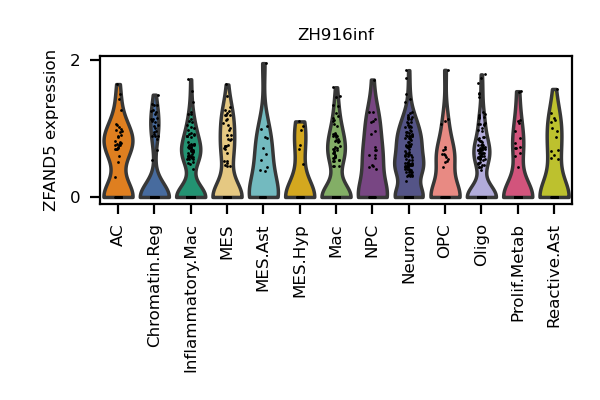 ZH916inf
ZFAND5 expression
2
0
AC
Chromatin.Reg
Inflammatory.Mac
MES
MES.Ast
MES.Hyp
Mac
NPC
Neuron
OPC
Oligo
Prolif.Metab
Reactive.Ast